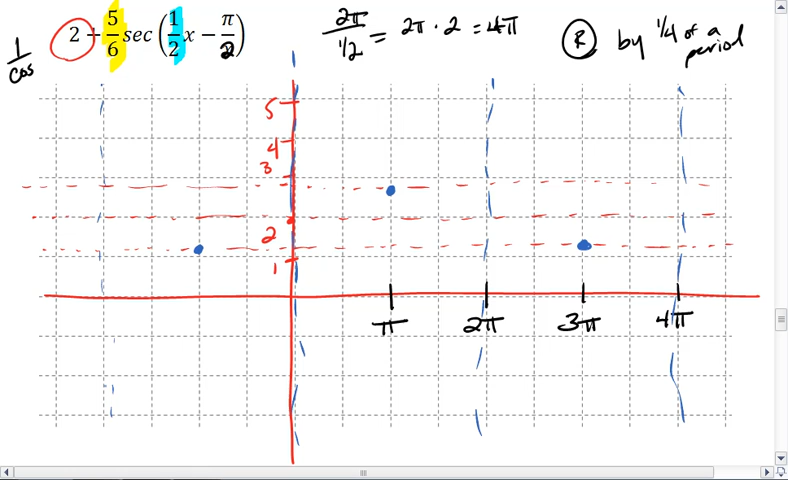 2 + 5/6 sec (1/2 x − π/2)
2π / 1/2 = 2π · 2 = 4π
R by 1/4 of a period
1/cos
5
4
3
2
1
π 2π 3π 4π